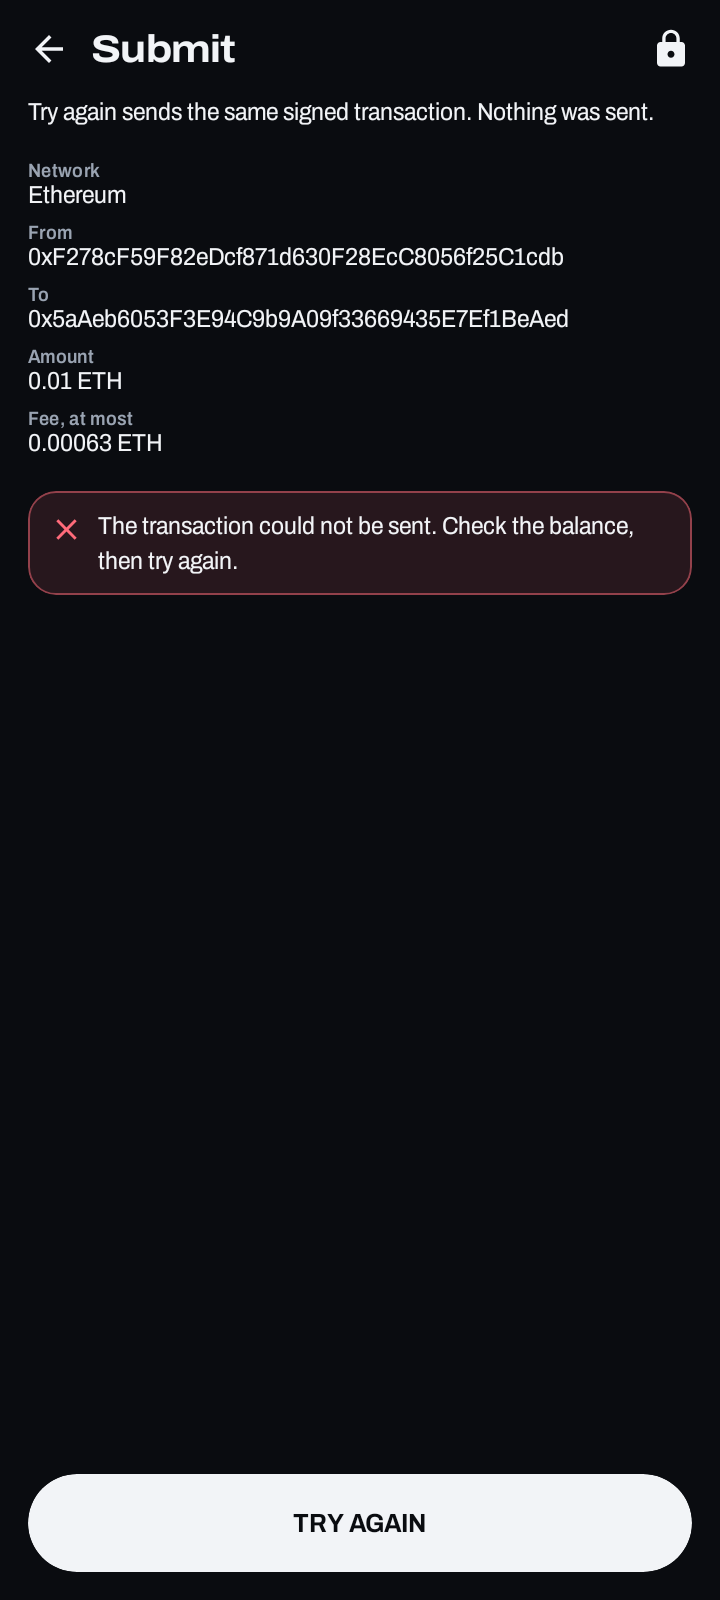 Submit
Try again sends the same signed transaction. Nothing was sent.
Network
Ethereum
From
0xF278cF59F82eDcf871d630F28EcC8056f25C1cdb
To
0x5aAeb6053F3E94C9b9A09f33669435E7Ef1BeAed
Amount
0.01 ETH
Fee, at most
0.00063 ETH
The transaction could not be sent. Check the balance,
then try again.
TRY AGAIN